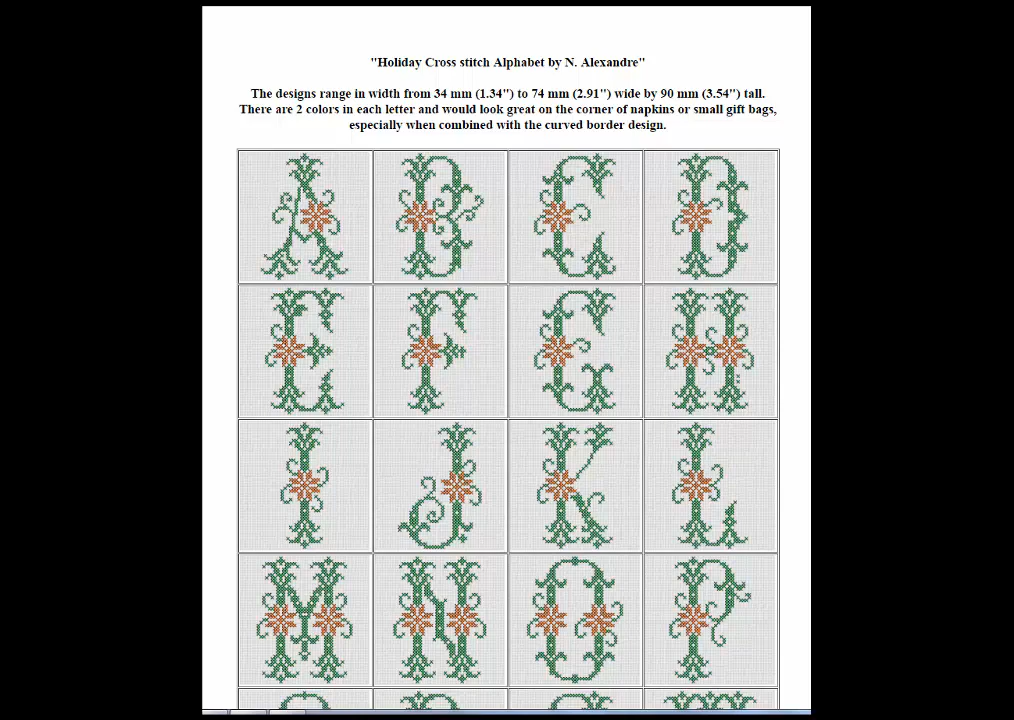 "Holiday Cross stitch Alphabet by N. Alexandre"
The designs range in width from 34 mm (1.34") to 74 mm (2.91") wide by 90 mm (3.54") tall.
There are 2 colors in each letter and would look great on the corner of napkins or small gift bags,
especially when combined with the curved border design.
A B C D
E F G H
I J K L
M N O P